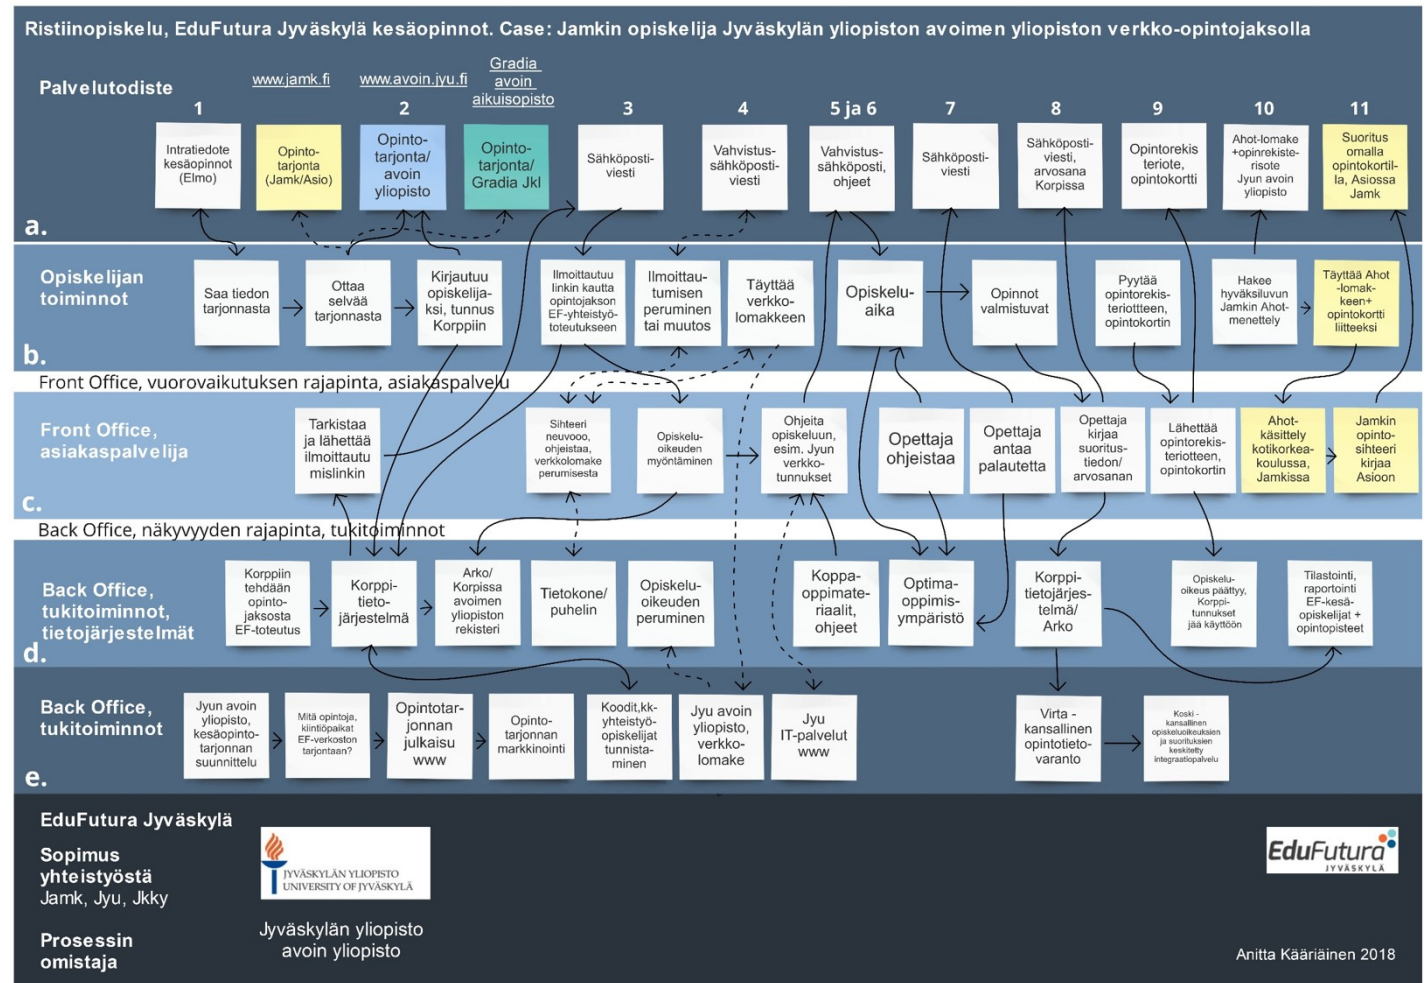 Ristiinopiskelu, EduFutura Jyväskylä kesäopinnot. Case: Jamkin opiskelija Jyväskylän yliopiston avoimen yliopiston verkko-opintojaksolla
Palvelutodiste
www.jamk.fi
www.avoin.jyu.fi
Gradia
avoin
aikuisopisto
1
2
3
4
5 ja 6
7
8
9
10
11
Intratiedote
kesäopinnot
(Elmo)
Opinto-
tarjonta
(Jamk/Asio)
Opinto-
tarjonta/
avoin
yliopisto
Opinto-
tarjonta/
Gradia Jkl
Sähköposti-
viesti
Vahvistus-
sähköposti-
viesti
Vahvistus-
sähköposti,
ohjeet
Sähköposti-
viesti
Sähköposti-
viesti,
arvosana
Korpissa
Opintorekis
teriote,
opintokortti
Ahot-lomake
+opinrekiste-
risote
Jyun avoin
yliopisto
Suoritus
omalla
opintokortil-
la, Asiossa
Jamk
a.
Opiskelijan
toiminnot
Saa tiedon
tarjonnasta
Ottaa
selvää
tarjonnasta
Kirjautuu
opiskelija-
ksi, tunnus
Korppiin
Ilmoittautuu
linkin kautta
opintojakson
EF-yhteistyö-
toteutukseen
Ilmoittau-
tutumisen
peruminen
tai muutos
Täyttää
verkko-
lomakkeen
Opiskelu-
aika
Opinnot
valmistuvat
Pyytää
opintorekis-
teriottteen,
opintokortin
Hakee
hyväksiluvun
Jamkin Ahot-
menettely
Täyttää Ahot
-lomak-
keen+
opintokortti
liitteeksi
b.
Front Office, vuorovaikutuksen rajapinta, asiakaspalvelu
Front Office,
asiakaspalvelija
Tarkistaa
ja lähettää
ilmoittautu
mislinkin
Sihteeri
neuvooo, ohjeistaa,
verkkolomake
perumisesta
Opiskelu-
oikeuden
myöntäminen
Ohjeita
opiskeluun,
esim. Jyun
verkko-
tunnukset
Opettaja
ohjeistaa
Opettaja
antaa
palautetta
Opettaja
kirjaa
suoritus-
tiedon/
arvosanan
Lähettää
opintorekis-
teriotteen,
opintokortin
Ahot-
käsittely
kotikorkea-
koulussa,
Jamkissa
Jamkin
opinto-
sihteeri
kirjaa
Asioon
c.
Back Office, näkyvyyden rajapinta, tukitoiminnot
Back Office,
tukitoiminnot,
tietojärjestelmät
Korppiin
tehdään
opinto-
jaksosta
EF-toteutus
Korppi-
tieto-
järjestelmä
Arko/
Korpissa
avoimen
yliopiston
rekisteri
Tietokone/
puhelin
Opiskelu-
oikeuden
peruminen
Koppa-
oppimate-
riaalit,
ohjeet
Optima-
oppimis-
ympäristö
Korppi-
tietojärjes-
telmä/
Arko
Opiskelu-
oikeus päättyy,
Korppi-
tunnukset
jää käyttöön
Tilastointi,
raportointi
EF-kesä-
opiskelijat +
opintopisteet
d.
Back Office,
tukitoiminnot
Jyun avoin
yliopisto,
kesäopinto-
tarjonnan
suunnittelu
Mitä opintoja,
kiintiöpaikat
EF-verkoston
tarjontaan?
Opintotar-
jonnan
julkaisu
www
Opinto-
tarjonnan
markkinointi
Koodit,kk-
yhteistyö-
opiskelijat
tunnista-
minen
Jyu avoin
yliopisto,
verkko-
lomake
Jyu
IT-palvelut
www
Virta -
kansallinen
opintotieto-
varanto
Koski -
kansallinen
opiskeluoikeuksien
ja suorituksien
keskitetty
integraatiopalvelu
e.
EduFutura Jyväskylä
Sopimus
yhteistyöstä
Jamk, Jyu, Jkky
Prosessin
omistaja
JYVÄSKYLÄN YLIOPISTO
UNIVERSITY OF JYVÄSKYLÄ
Jyväskylän yliopisto
avoin yliopisto
EduFutura
JYVÄSKYLÄ
Anitta Kääriäinen 2018